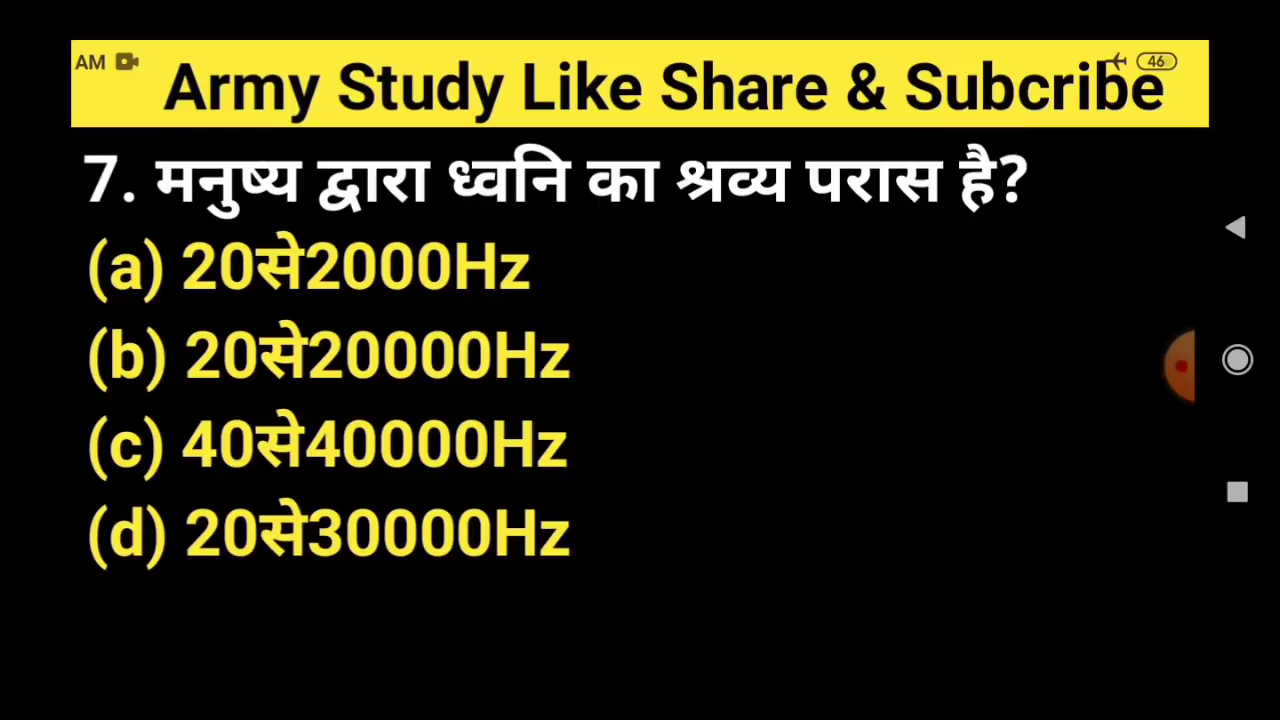 AM
46
Army Study Like Share & Subcribe
7. मनुष्य द्वारा ध्वनि का श्रव्य परास है?
(a) 20से2000Hz
(b) 20से20000Hz
(c) 40से40000Hz
(d) 20से30000Hz